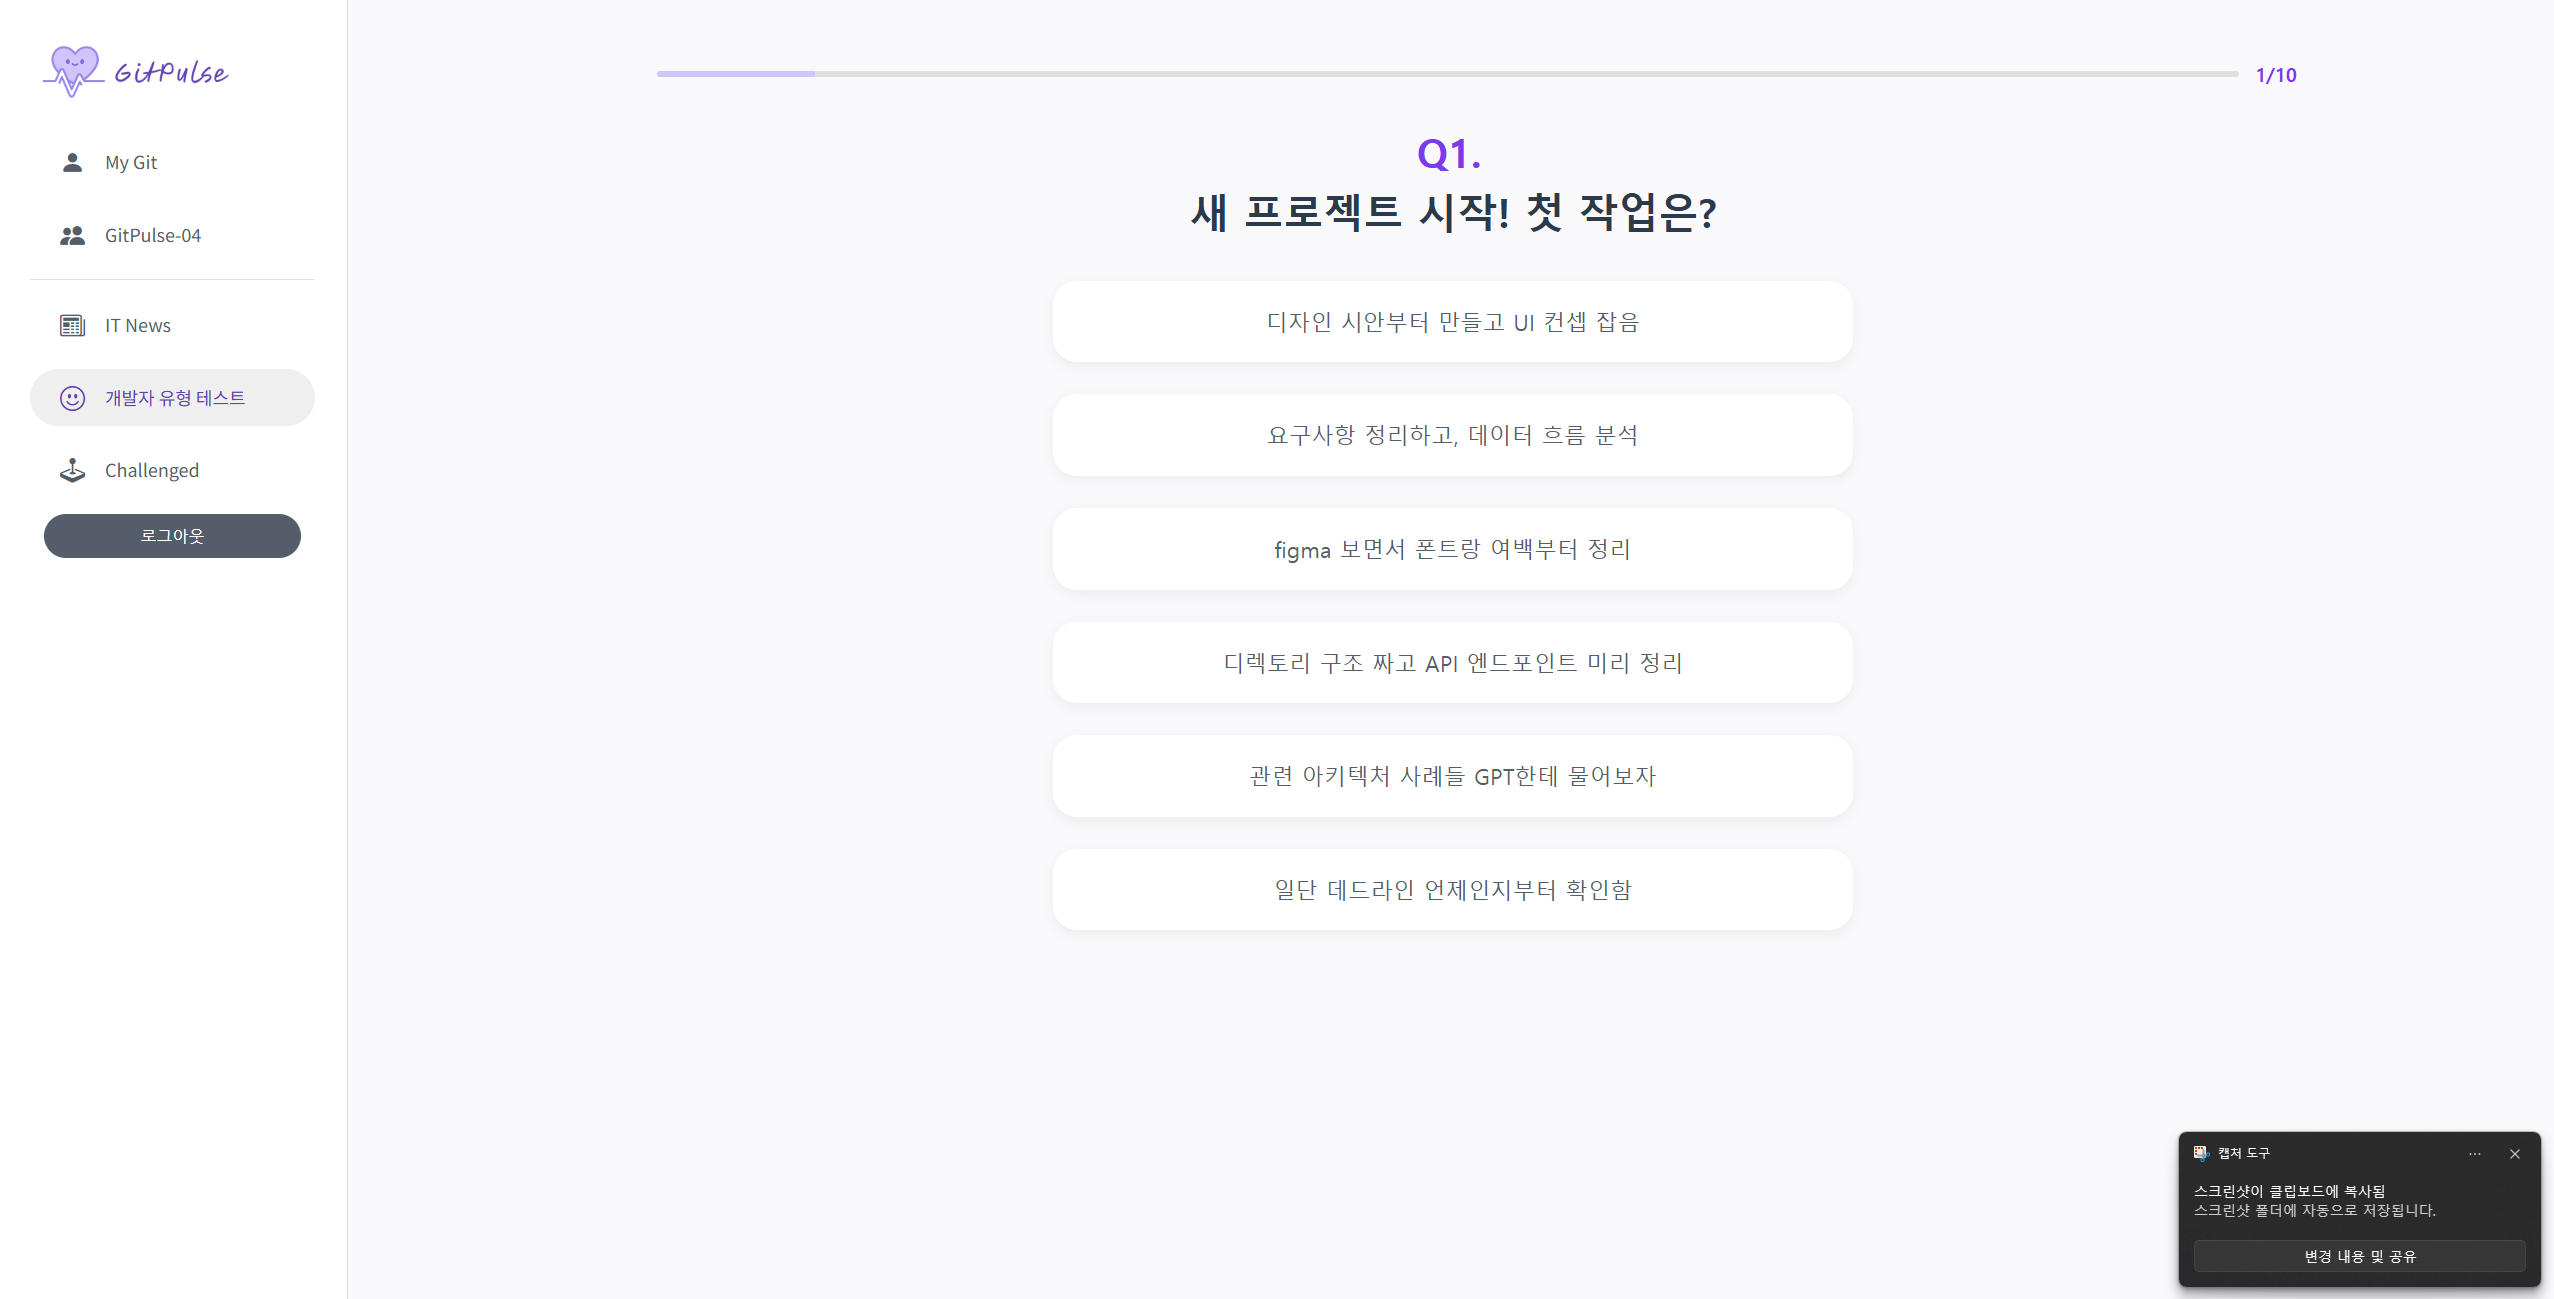 GitPulse
My Git
GitPulse-04
IT News
개발자 유형 테스트
Challenged
로그아웃
1/10
Q1.
새 프로젝트 시작! 첫 작업은?
디자인 시안부터 만들고 UI 컨셉 잡음
요구사항 정리하고, 데이터 흐름 분석
figma 보면서 폰트랑 여백부터 정리
디렉토리 구조 짜고 API 엔드포인트 미리 정리
관련 아키텍처 사례들 GPT한테 물어보자
일단 데드라인 언제인지부터 확인함
캡처 도구
스크린샷이 클립보드에 복사됨
스크린샷 폴더에 자동으로 저장됩니다.
변경 내용 및 공유